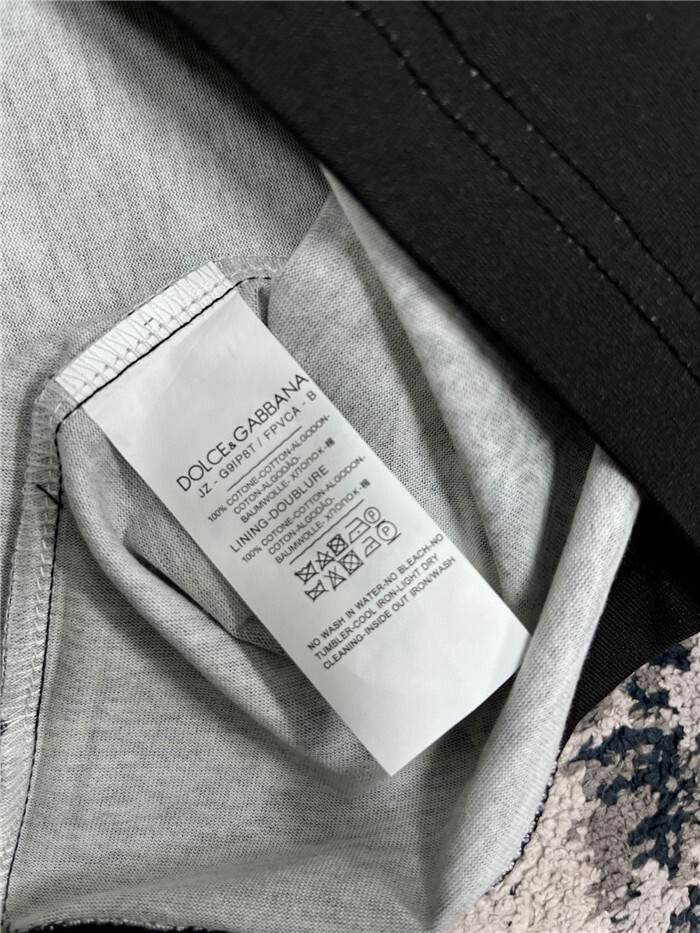 DOLCE&GABBANA
JZ - G9IP8T / FPVCA - B
100% COTONE-COTTON-ALGODON-
COTON-ALGODÃO-
BAUMWOLLE- ХΠΟΠΟΚ-棉
LINING-DOUBLURE
100% COTONE-COTTON-ALGODON-
COTON-ALGODÃO-
BAUMWOLLE- ХΠΟΠΟΚ-棉
NO WASH IN WATER-NO BLEACH-NO
TUMBLER-COOL IRON-LIGHT DRY
CLEANING-INSIDE OUT IRON/WASH